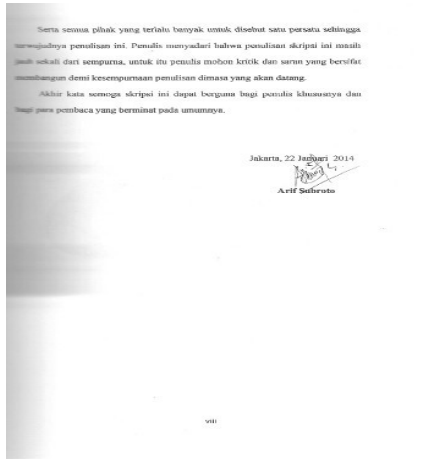 Serta semua pihak yang terlalu banyak untuk disebut satu persatu sehingga
terwujudnya penulisan ini. Penulis menyadari bahwa penulisan skripsi ini masih
jauh sekali dari sempurna, untuk itu penulis mohon kritik dan saran yang bersifat
membangun demi kesempurnaan penulisan dimasa yang akan datang.
Akhir kata semoga skripsi ini dapat berguna bagi penulis khususnya dan
bagi para pembaca yang berminat pada umumnya.
Jakarta, 22 Januari 2014
Arif Subroto
viii